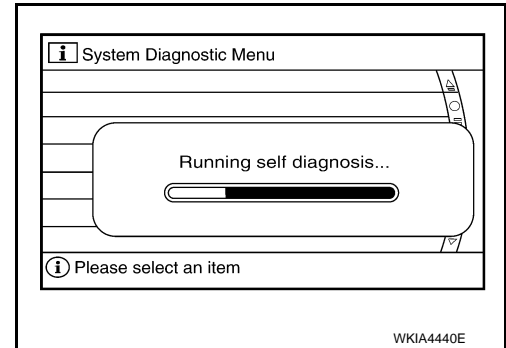 i System Diagnostic Menu
Running self diagnosis...
i Please select an item
WKIA4440E